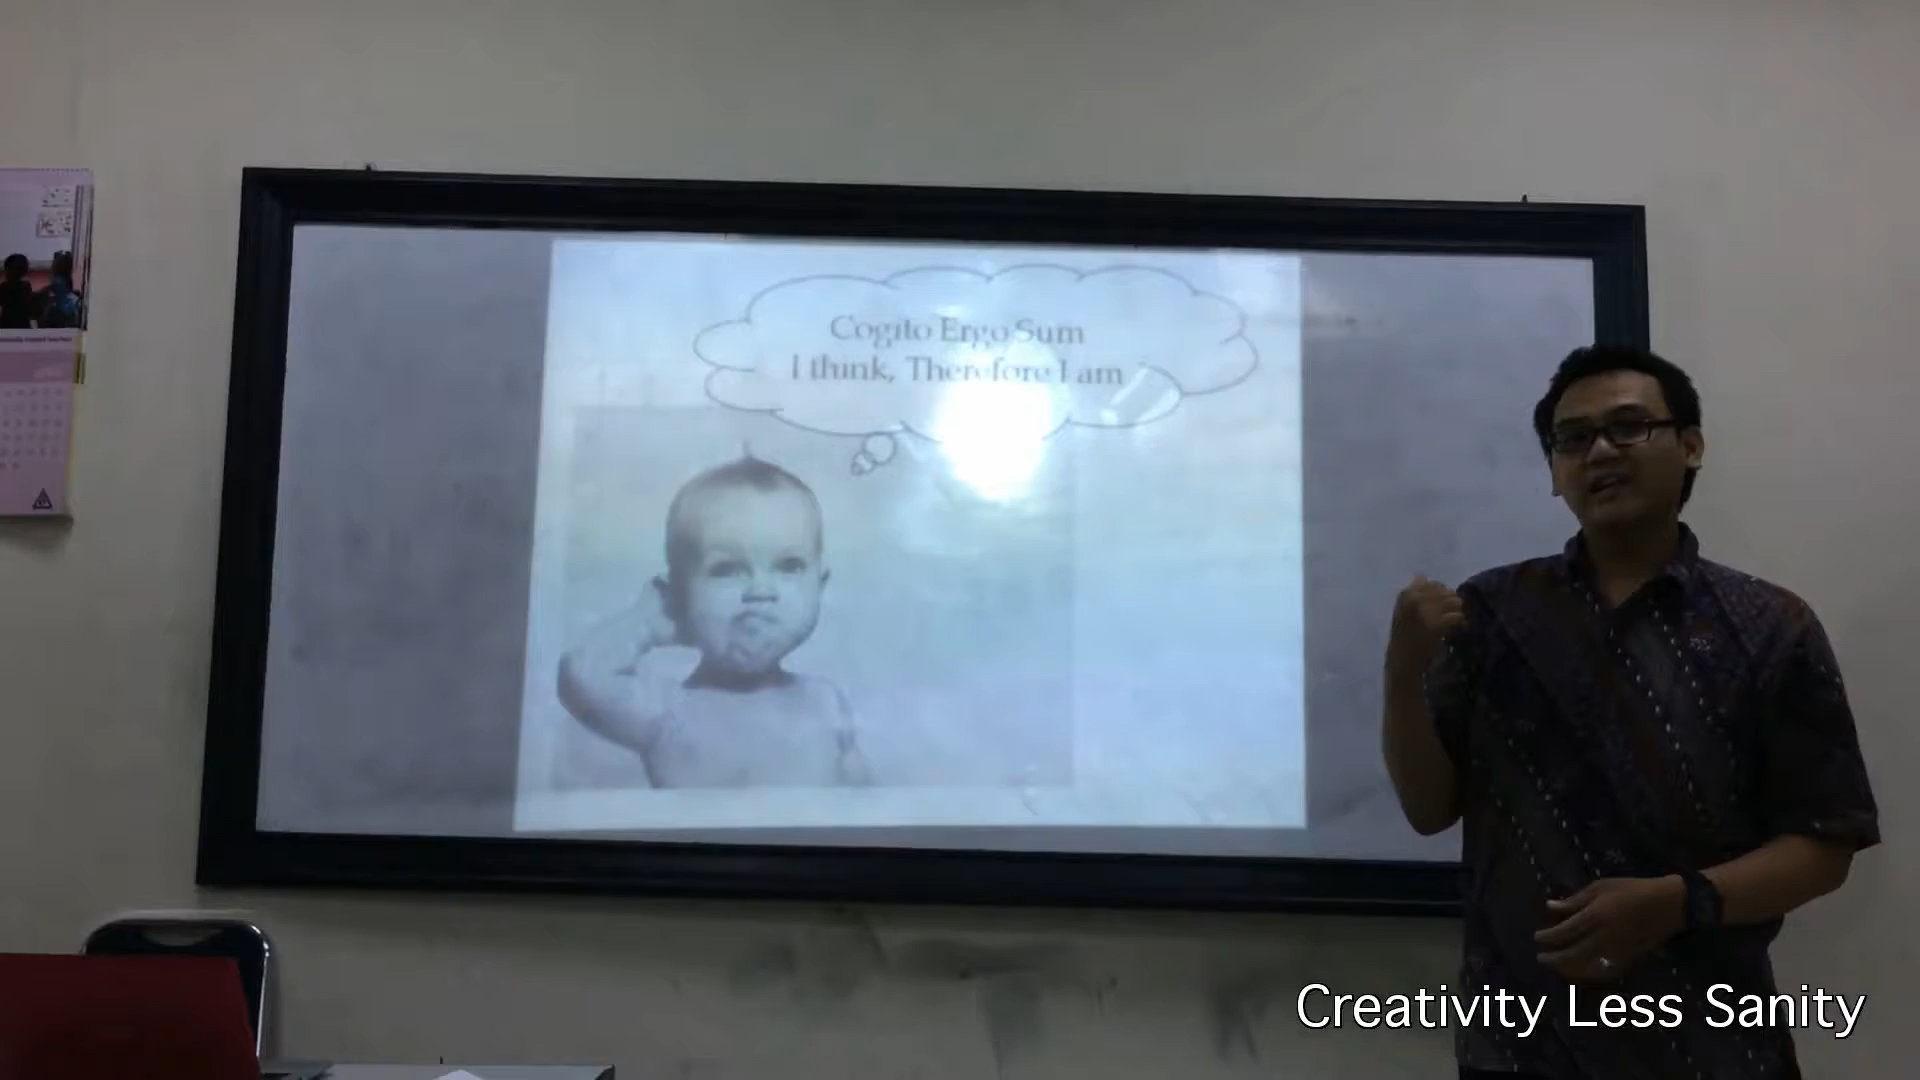 Cogito Ergo Sum
I think, Therefore I am
Creativity Less Sanity